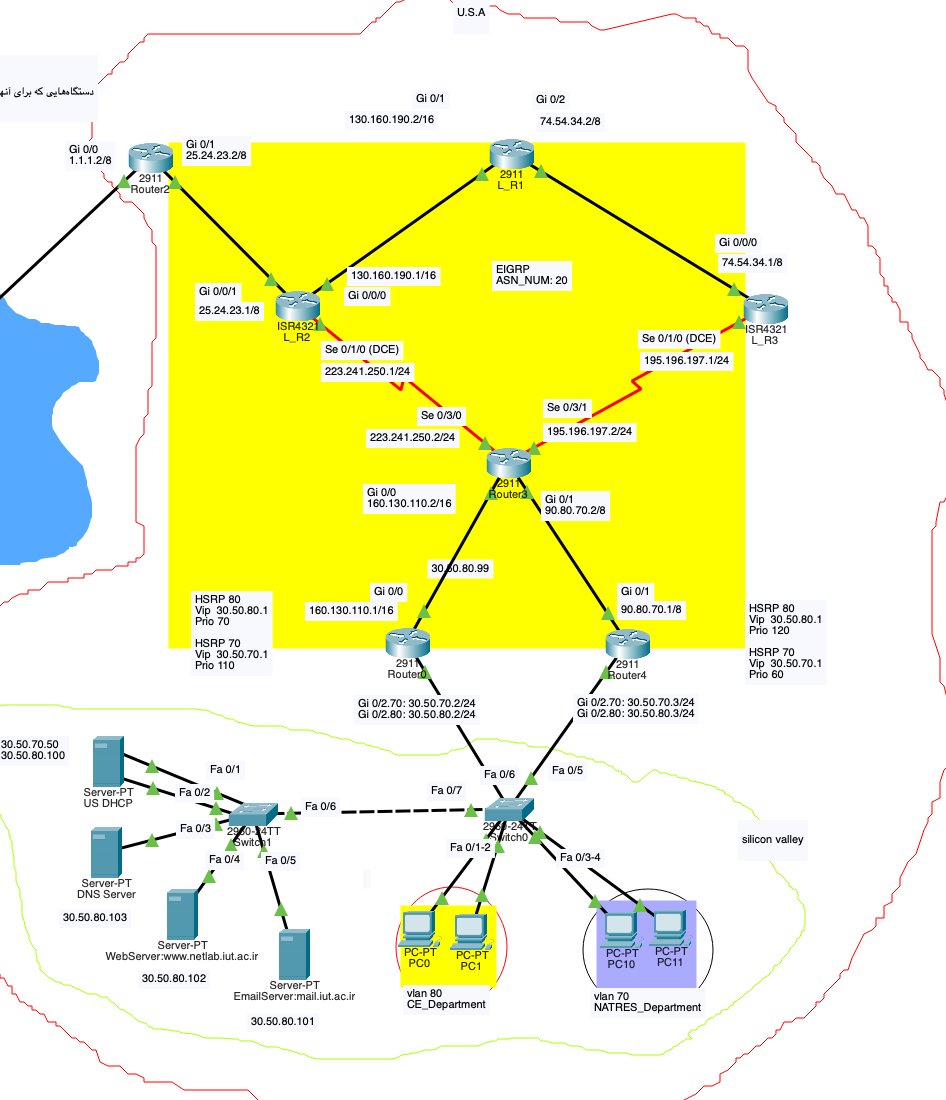 U.S.A
دستگاه‌هایی که برای آنها
Gi 0/1
130.160.190.2/16
Gi 0/2
74.54.34.2/8
Gi 0/0
1.1.1.2/8
Gi 0/1
25.24.23.2/8
2911
Router2
2911
L_R1
Gi 0/0/0
74.54.34.1/8
130.160.190.1/16
Gi 0/0/0
EIGRP
ASN_NUM: 20
Gi 0/0/1
25.24.23.1/8
ISR4321
L_R2
ISR4321
L_R3
Se 0/1/0 (DCE)
223.241.250.1/24
Se 0/1/0 (DCE)
195.196.197.1/24
Se 0/3/0
223.241.250.2/24
Se 0/3/1
195.196.197.2/24
2911
Router3
Gi 0/0
160.130.110.2/16
Gi 0/1
90.80.70.2/8
30.50.80.99
Gi 0/0
160.130.110.1/16
Gi 0/1
90.80.70.1/8
HSRP 80
Vip 30.50.80.1
Prio 70
HSRP 70
Vip 30.50.70.1
Prio 110
HSRP 80
Vip 30.50.80.1
Prio 120
HSRP 70
Vip 30.50.70.1
Prio 60
2911
Router0
2911
Router4
Gi 0/2.70: 30.50.70.2/24
Gi 0/2.80: 30.50.80.2/24
Gi 0/2.70: 30.50.70.3/24
Gi 0/2.80: 30.50.80.3/24
30.50.70.50
30.50.80.100
Server-PT
US DHCP
Fa 0/1
Fa 0/2
Fa 0/3
Fa 0/4
Fa 0/5
Fa 0/6
Fa 0/7
Fa 0/6
Fa 0/5
2960-24TT
Switch1
2960-24TT
Switch0
Fa 0/1-2
Fa 0/3-4
silicon valley
Server-PT
DNS Server
30.50.80.103
Server-PT
WebServer:www.netlab.iut.ac.ir
30.50.80.102
Server-PT
EmailServer:mail.iut.ac.ir
30.50.80.101
PC-PT
PC0
PC-PT
PC1
PC-PT
PC10
PC-PT
PC11
vlan 80
CE_Department
vlan 70
NATRES_Department